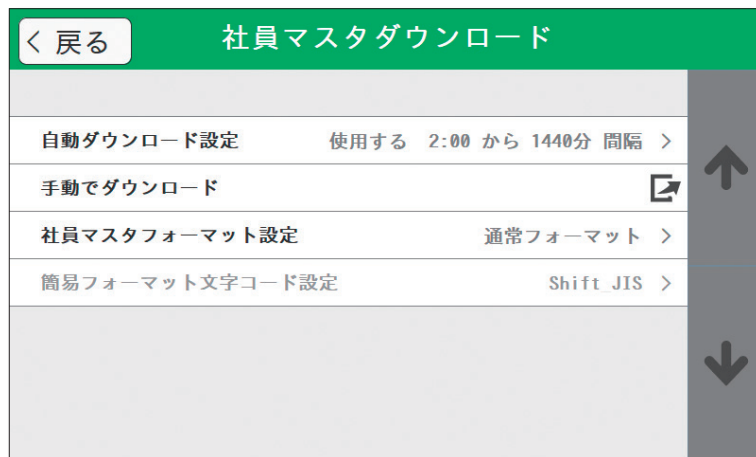 戻る
社員マスタダウンロード
自動ダウンロード設定 使用する 2:00 から 1440分 間隔
手動でダウンロード
社員マスタフォーマット設定 通常フォーマット
簡易フォーマット文字コード設定 Shift_JIS